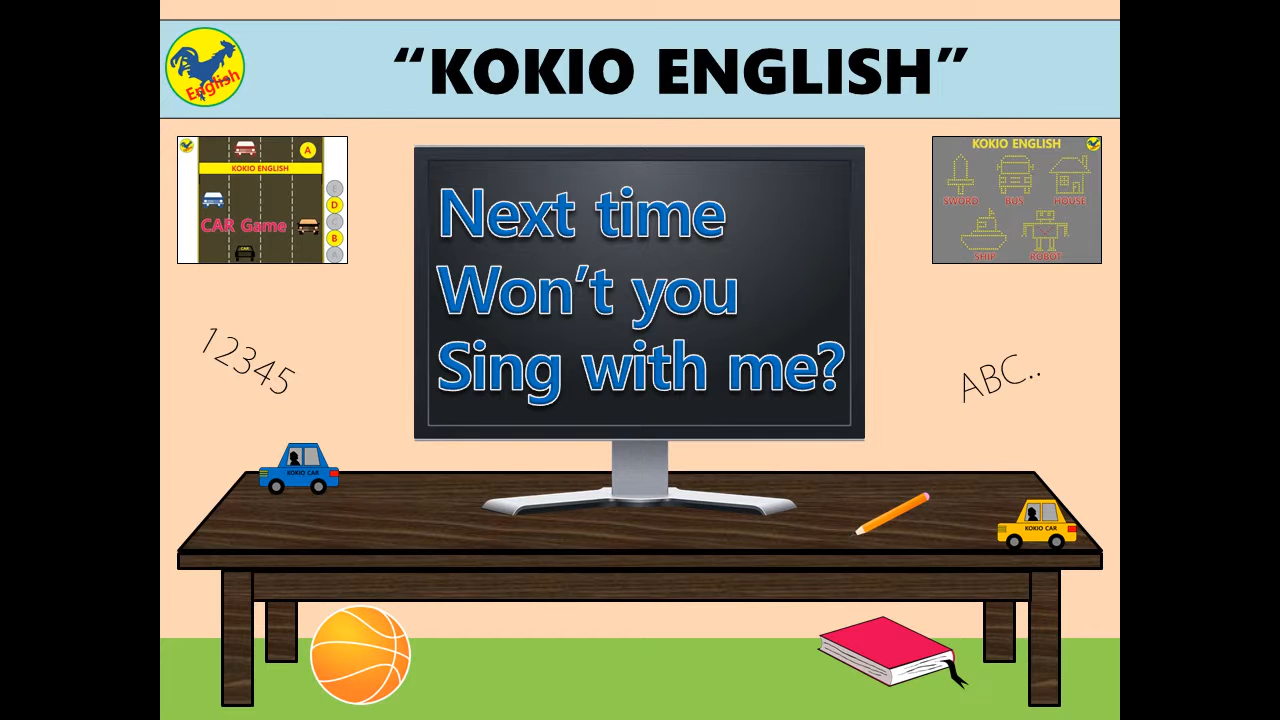 English
“KOKIO ENGLISH”
A
KOKIO ENGLISH
D
CAR Game
B
KOKIO ENGLISH
SWORD BUS HOUSE
SHIP ROBOT
Next time
Won’t you
Sing with me?
12345
ABC..
KOKIO CAR
KOKIO CAR